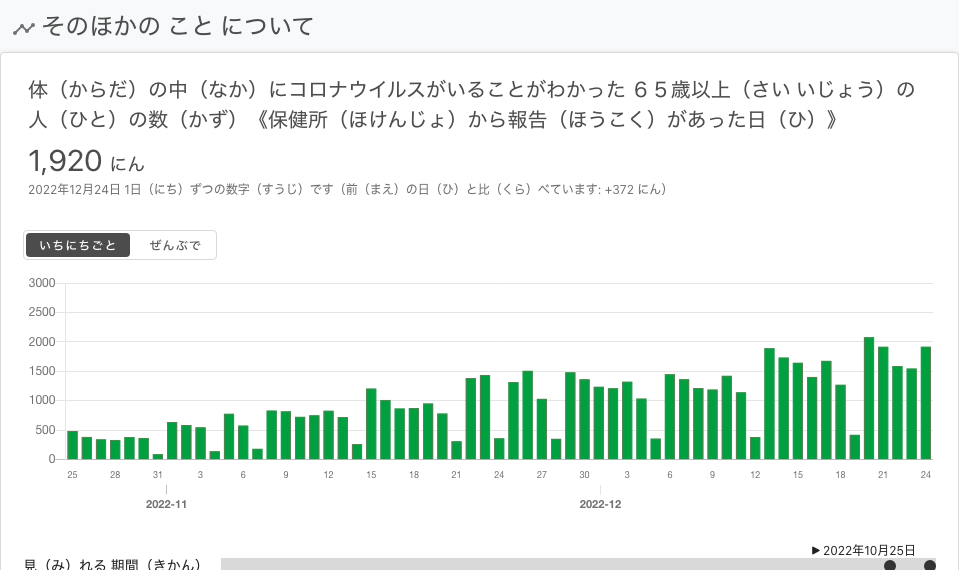 そのほかの こと について
体（からだ）の中（なか）にコロナウイルスがいることがわかった ６５歳以上（さい いじょう）の
人（ひと）の数（かず）《保健所（ほけんじょ）から報告（ほうこく）があった日（ひ）》
1,920 にん
2022年12月24日 1日（にち）ずつの数字（すうじ）です（前（まえ）の日（ひ）と比（くら）べています: +372 にん）
いちにちごと ぜんぶで
3000
2500
2000
1500
1000
500
0
25 28 31 3 6 9 12 15 18 21 24 27 30 3 6 9 12 15 18 21 24
2022-11 2022-12
▶ 2022年10月25日
見（み）れる 期間（きかん）